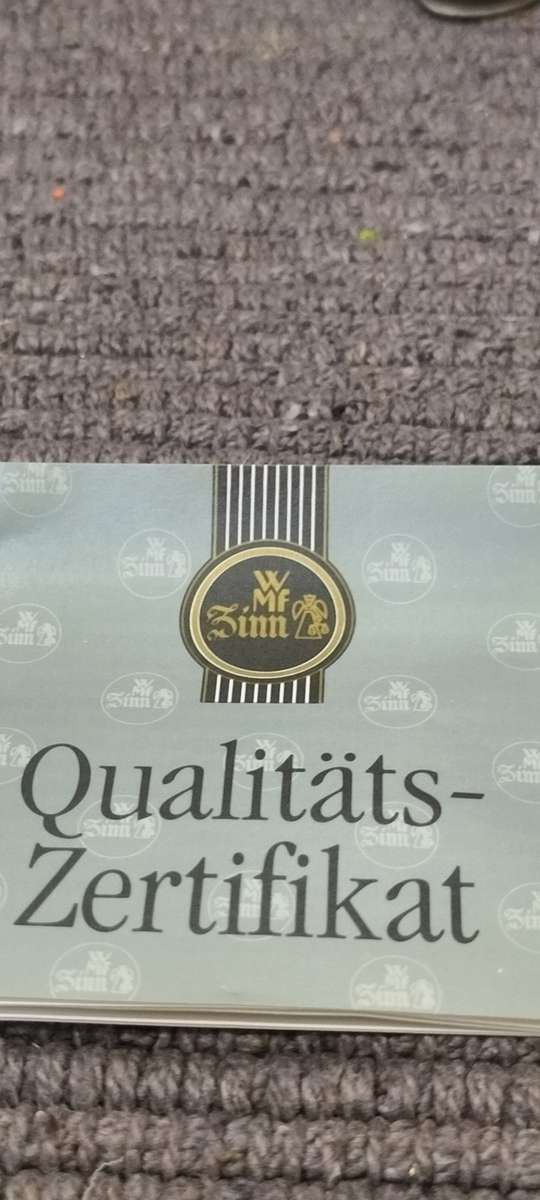 WMF
Zinn
Qualitäts-
Zertifikat